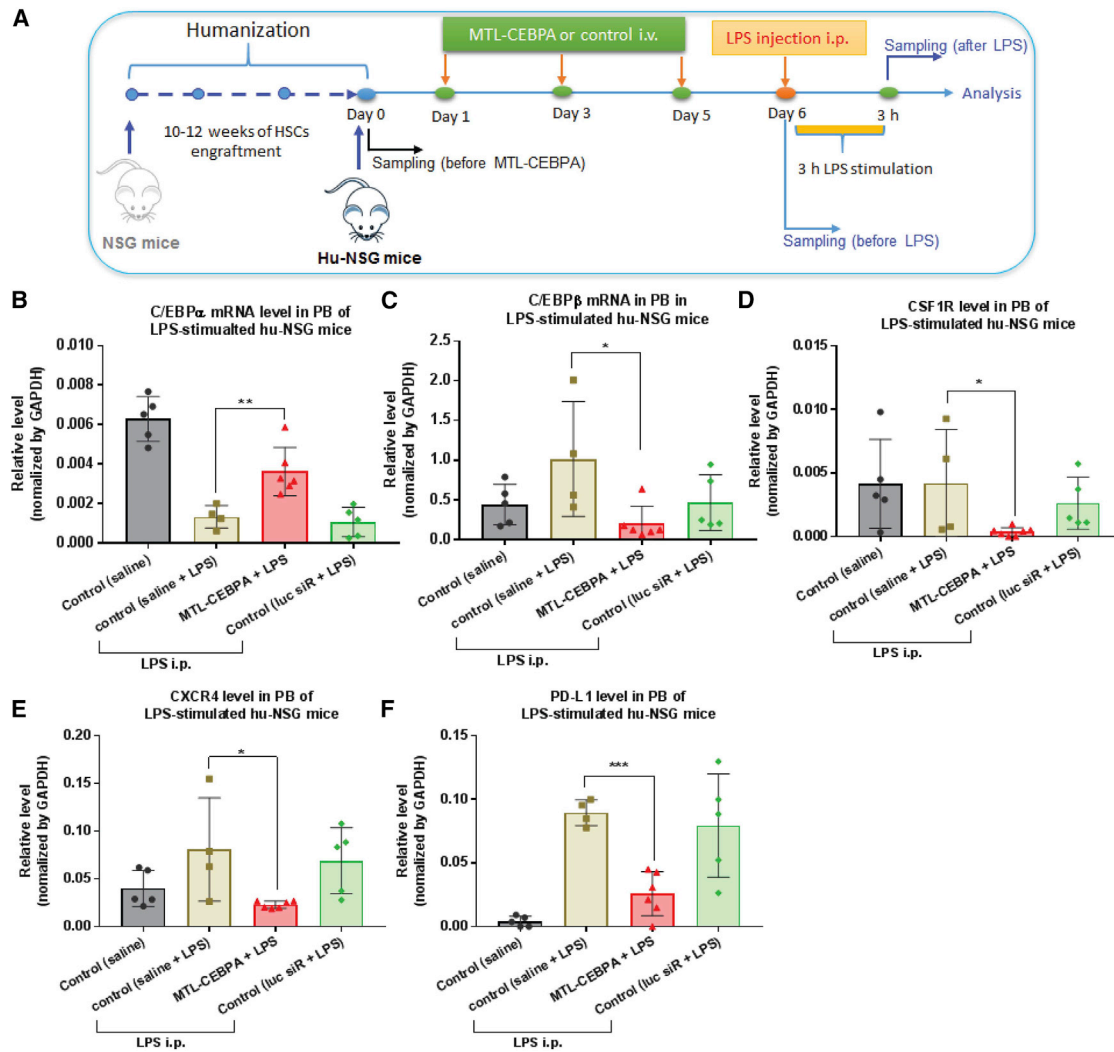 A
Humanization
MTL-CEBPA or control i.v.
LPS injection i.p.
Sampling (after LPS)
Analysis
10-12 weeks of HSCs
engraftment
Day 0
Day 1
Day 3
Day 5
Day 6
3 h
Sampling (before MTL-CEBPA)
3 h LPS stimulation
NSG mice
Hu-NSG mice
Sampling (before LPS)
B
C/EBPα mRNA level in PB of
LPS-stimualted hu-NSG mice
Relative level
(nomalized by GAPDH)
0.010
0.008
0.006
0.004
0.002
0.000
**
Control (saline)
control (saline + LPS)
MTL-CEBPA + LPS
Control (luc siR + LPS)
LPS i.p.
C
C/EBPβ mRNA in PB in
LPS-stimulated hu-NSG mice
Relative level
(nomalized by GAPDH)
2.5
2.0
1.5
1.0
0.5
0.0
*
Control (saline)
control (saline + LPS)
MTL-CEBPA + LPS
Control (luc siR + LPS)
LPS i.p.
D
CSF1R level in PB of
LPS-stimulated hu-NSG mice
Relative level
(nomalized by GAPDH)
0.015
0.010
0.005
0.000
*
Control (saline)
control (saline + LPS)
MTL-CEBPA + LPS
Control (luc siR + LPS)
LPS i.p.
E
CXCR4 level in PB of
LPS-stimulated hu-NSG mice
Relative level
(nomalized by GAPDH)
0.20
0.15
0.10
0.05
0.00
*
Control (saline)
control (saline + LPS)
MTL-CEBPA + LPS
Control (luc siR + LPS)
LPS i.p.
F
PD-L1 level in PB of
LPS-stimulated hu-NSG mice
Relative level
(nomalized by GAPDH)
0.15
0.10
0.05
0.00
***
Control (saline)
control (saline + LPS)
MTL-CEBPA + LPS
Control (luc siR + LPS)
LPS i.p.